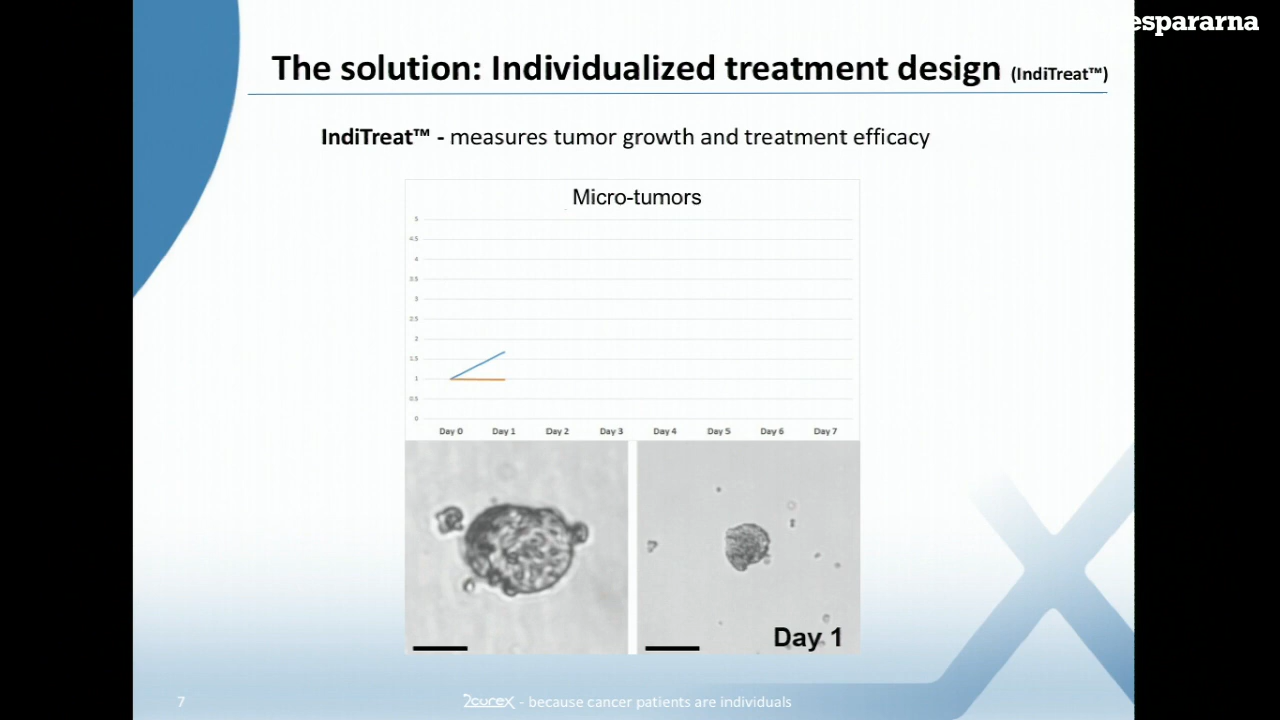 espararna
The solution: Individualized treatment design (IndiTreat™)
IndiTreat™ - measures tumor growth and treatment efficacy
Micro-tumors
5
4.5
4
3.5
3
2.5
2
1.5
1
0.5
0
Day 0 Day 1 Day 2 Day 3 Day 4 Day 5 Day 6 Day 7
Day 1
7
2cureX - because cancer patients are individuals